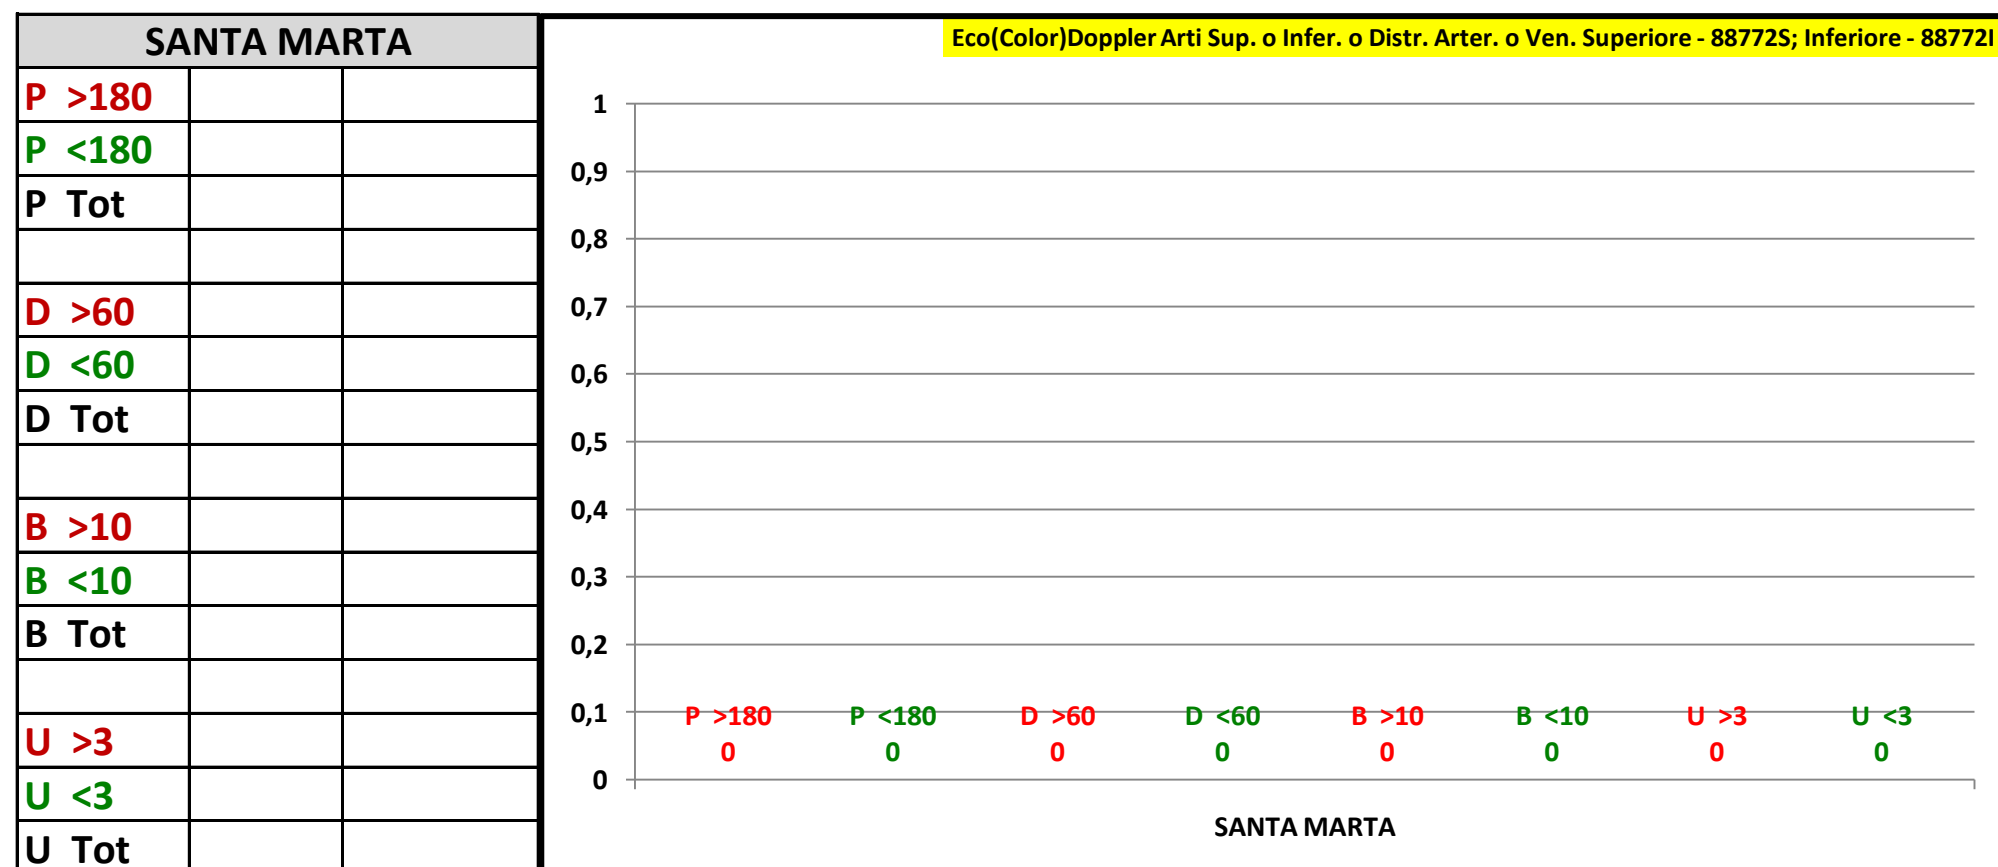 SANTA MARTA
P >180
P <180
P Tot
D >60
D <60
D Tot
B >10
B <10
B Tot
U >3
U <3
U Tot
Eco(Color)Doppler Arti Sup. o Infer. o Distr. Arter. o Ven. Superiore - 88772S; Inferiore - 88772I
1
0,9
0,8
0,7
0,6
0,5
0,4
0,3
0,2
0,1
0
P >180 P <180 D >60 D <60 B >10 B <10 U >3 U <3
0 0 0 0 0 0 0 0
SANTA MARTA